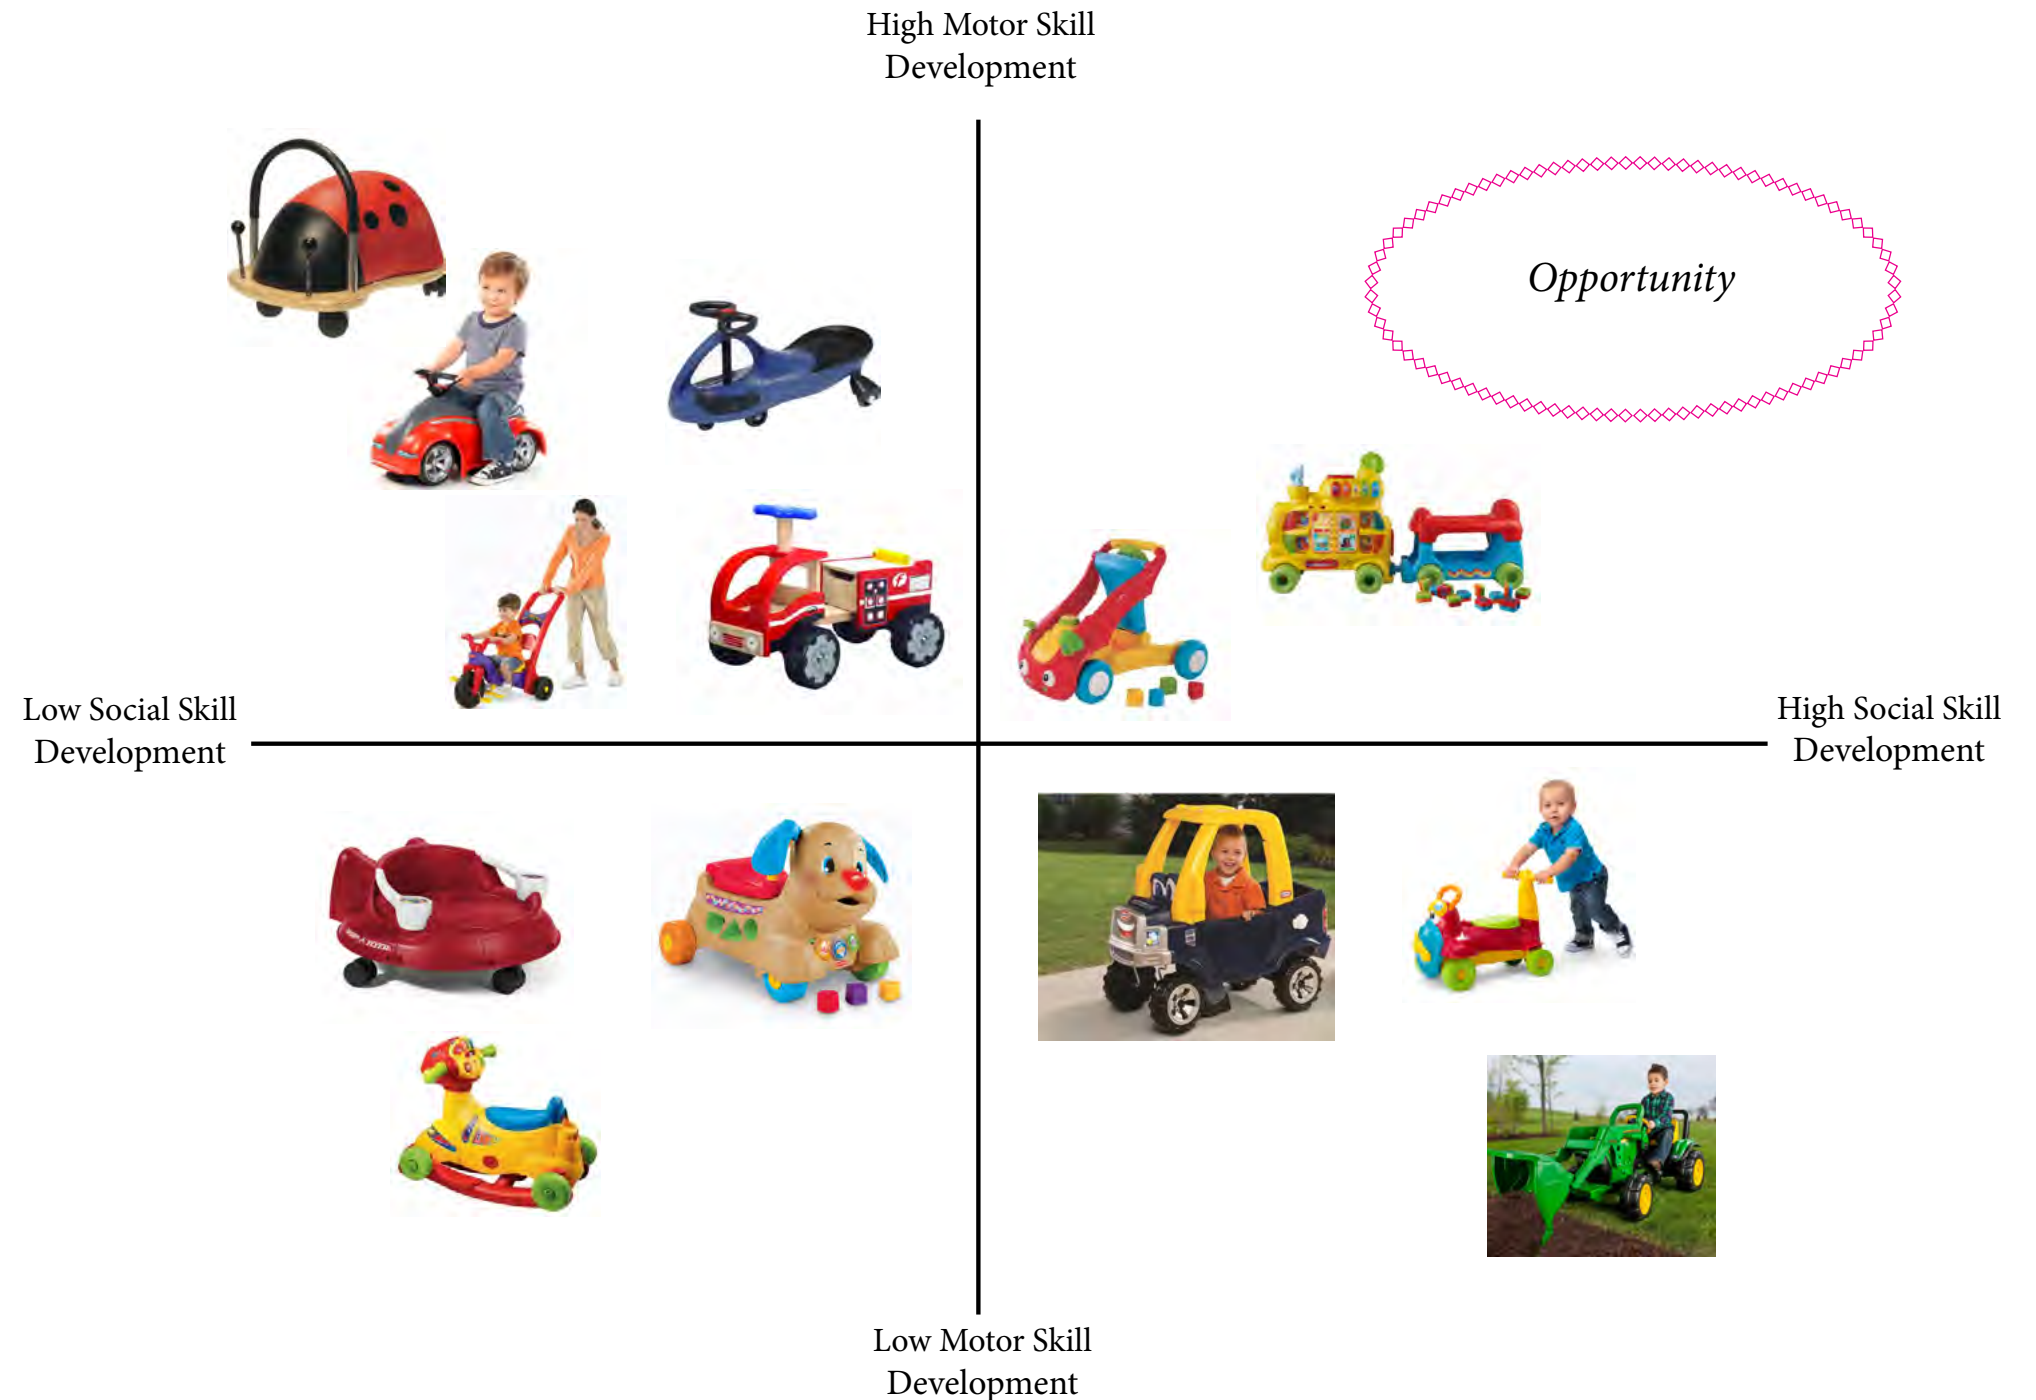 High Motor Skill
Development
Opportunity
Low Social Skill
Development
High Social Skill
Development
Low Motor Skill
Development